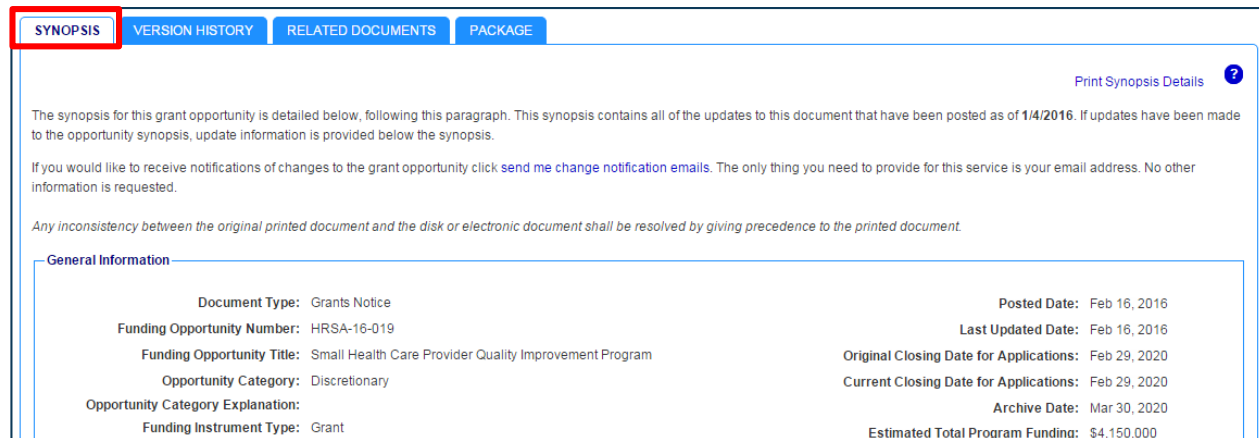 SYNOPSIS VERSION HISTORY RELATED DOCUMENTS PACKAGE
Print Synopsis Details ?
The synopsis for this grant opportunity is detailed below, following this paragraph. This synopsis contains all of the updates to this document that have been posted as of 1/4/2016. If updates have been made
to the opportunity synopsis, update information is provided below the synopsis.
If you would like to receive notifications of changes to the grant opportunity click send me change notification emails. The only thing you need to provide for this service is your email address. No other
information is requested.
Any inconsistency between the original printed document and the disk or electronic document shall be resolved by giving precedence to the printed document.
General Information
Document Type: Grants Notice
Funding Opportunity Number: HRSA-16-019
Funding Opportunity Title: Small Health Care Provider Quality Improvement Program
Opportunity Category: Discretionary
Opportunity Category Explanation:
Funding Instrument Type: Grant
Posted Date: Feb 16, 2016
Last Updated Date: Feb 16, 2016
Original Closing Date for Applications: Feb 29, 2020
Current Closing Date for Applications: Feb 29, 2020
Archive Date: Mar 30, 2020
Estimated Total Program Funding: $4,150,000